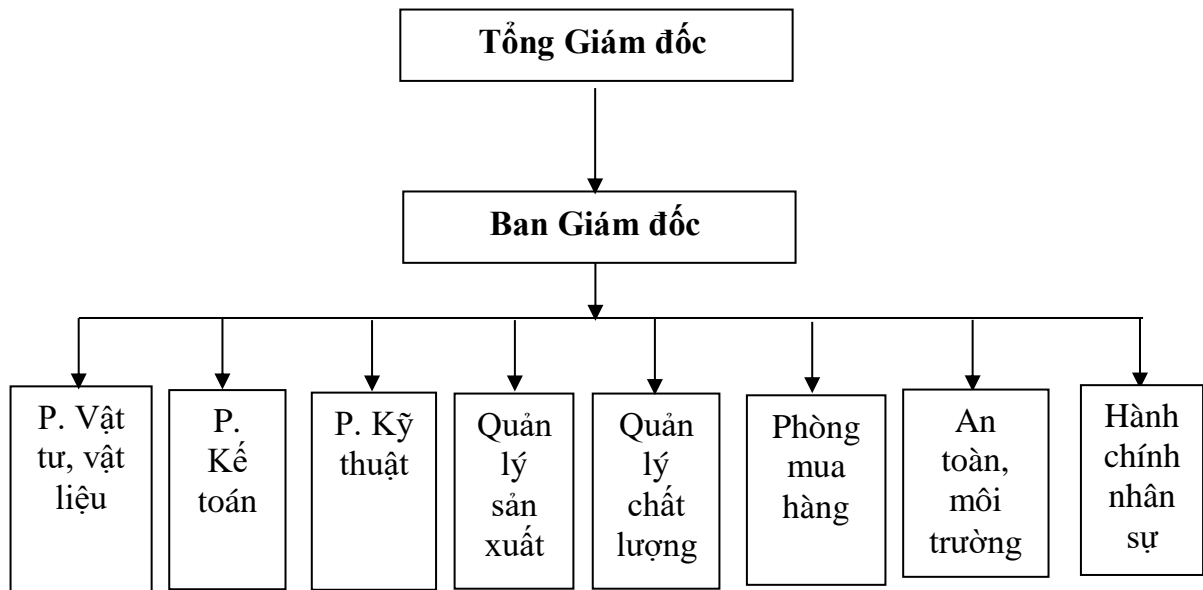 Tổng Giám đốc
Ban Giám đốc
P. Vật
tư, vật
liệu
P.
Kế
toán
P. Kỹ
thuật
Quản
lý
sản
xuất
Quản
lý
chất
lượng
Phòng
mua
hàng
An
toàn,
môi
trường
Hành
chính
nhân
sự